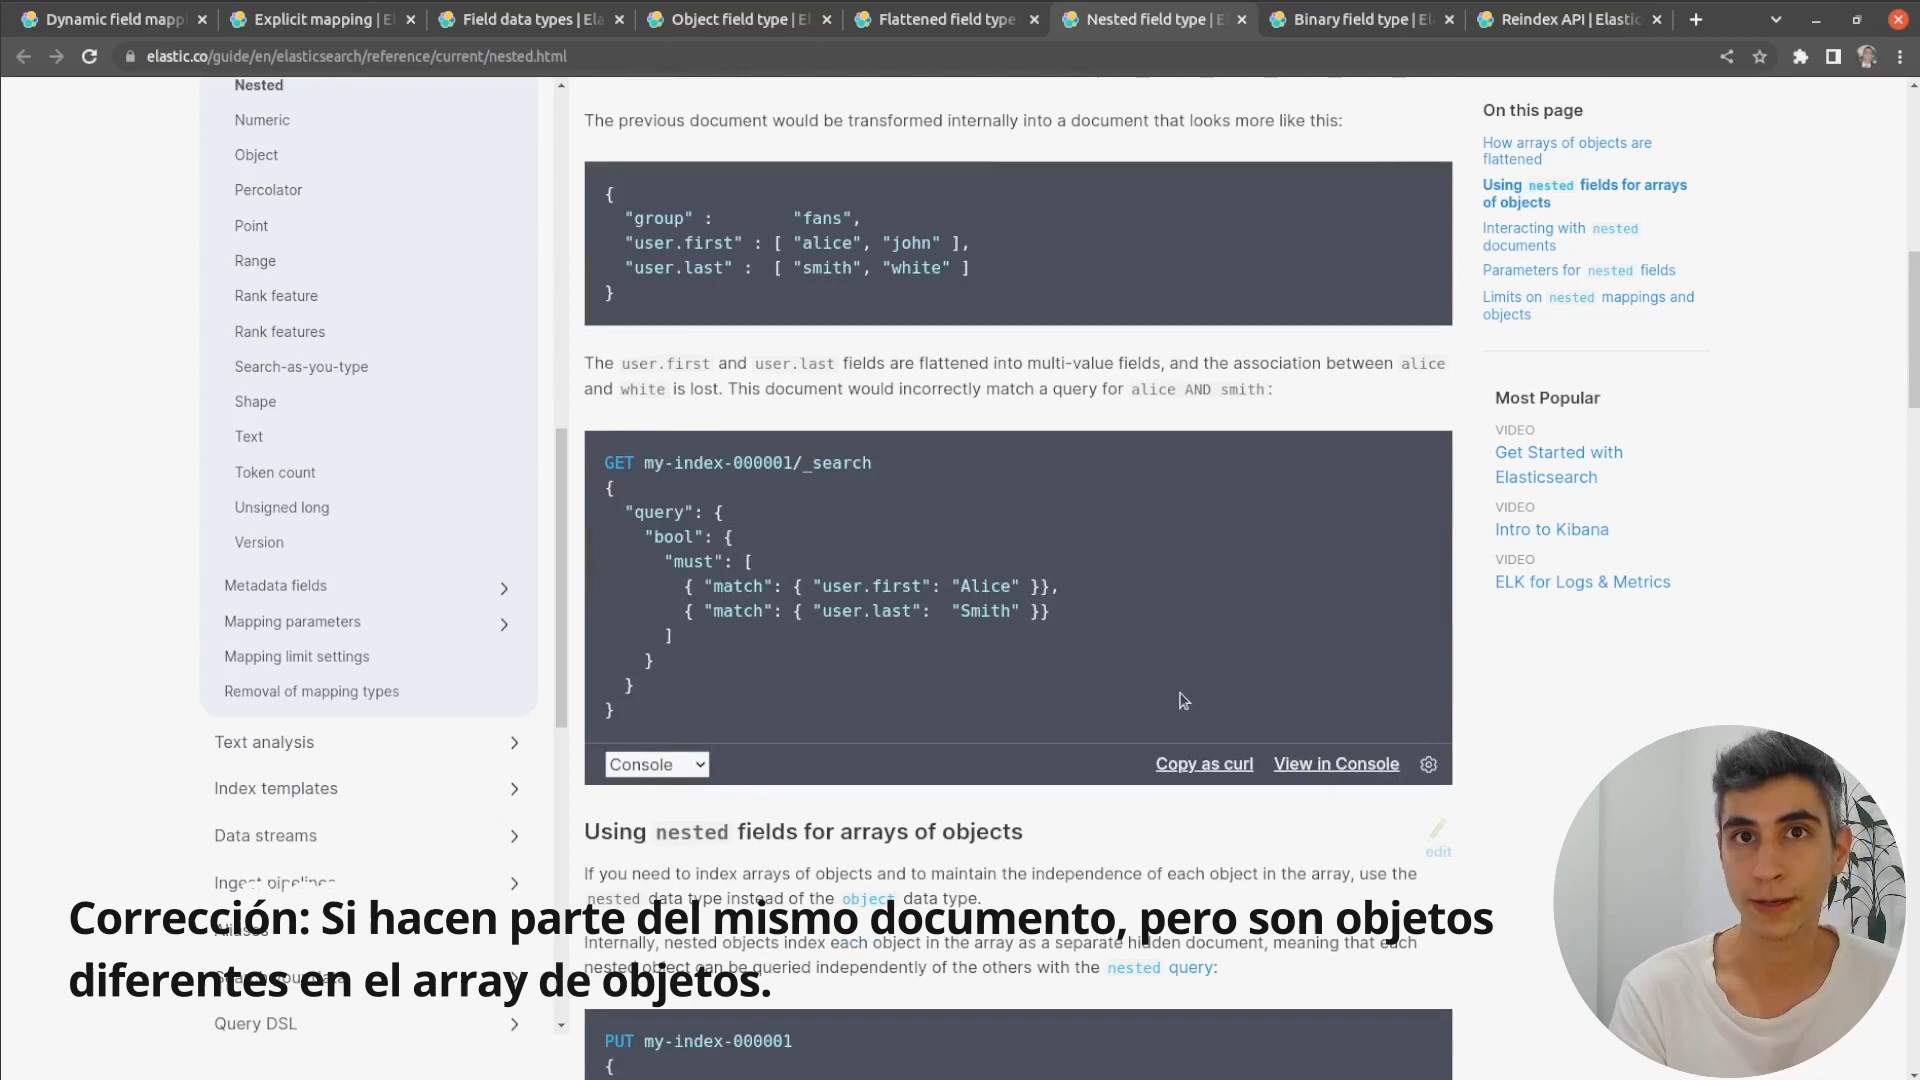 Dynamic field mapp
Explicit mapping | E
Field data types | Ela
Object field type | El
Flattened field type
Nested field type | E
Binary field type | El
Reindex API | Elastic
elastic.co/guide/en/elasticsearch/reference/current/nested.html
Nested
Numeric
Object
Percolator
Point
Range
Rank feature
Rank features
Search-as-you-type
Shape
Text
Token count
Unsigned long
Version
Metadata fields
Mapping parameters
Mapping limit settings
Removal of mapping types
Text analysis
Index templates
Data streams
Ingest pipelines
Aliases
Search your data
Query DSL
The previous document would be transformed internally into a document that looks more like this:
{
"group" : "fans",
"user.first" : [ "alice", "john" ],
"user.last" : [ "smith", "white" ]
}
The user.first and user.last fields are flattened into multi-value fields, and the association between alice
and white is lost. This document would incorrectly match a query for alice AND smith:
GET my-index-000001/_search
{
"query": {
"bool": {
"must": [
{ "match": { "user.first": "Alice" }},
{ "match": { "user.last": "Smith" }}
]
}
}
}
Console
Copy as curl
View in Console
Using nested fields for arrays of objects
edit
If you need to index arrays of objects and to maintain the independence of each object in the array, use the
nested data type instead of the object data type.
Internally, nested objects index each object in the array as a separate hidden document, meaning that each
nested object can be queried independently of the others with the nested query:
PUT my-index-000001
{
On this page
How arrays of objects are
flattened
Using nested fields for arrays
of objects
Interacting with nested
documents
Parameters for nested fields
Limits on nested mappings and
objects
Most Popular
VIDEO
Get Started with
Elasticsearch
VIDEO
Intro to Kibana
VIDEO
ELK for Logs & Metrics
Corrección: Si hacen parte del mismo documento, pero son objetos
diferentes en el array de objetos.